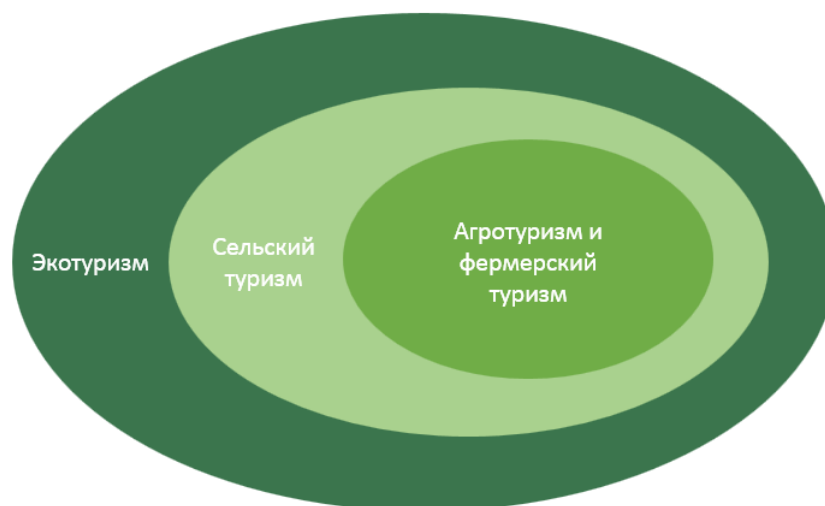 Экотуризм
Сельский
туризм
Агротуризм и
фермерский
туризм